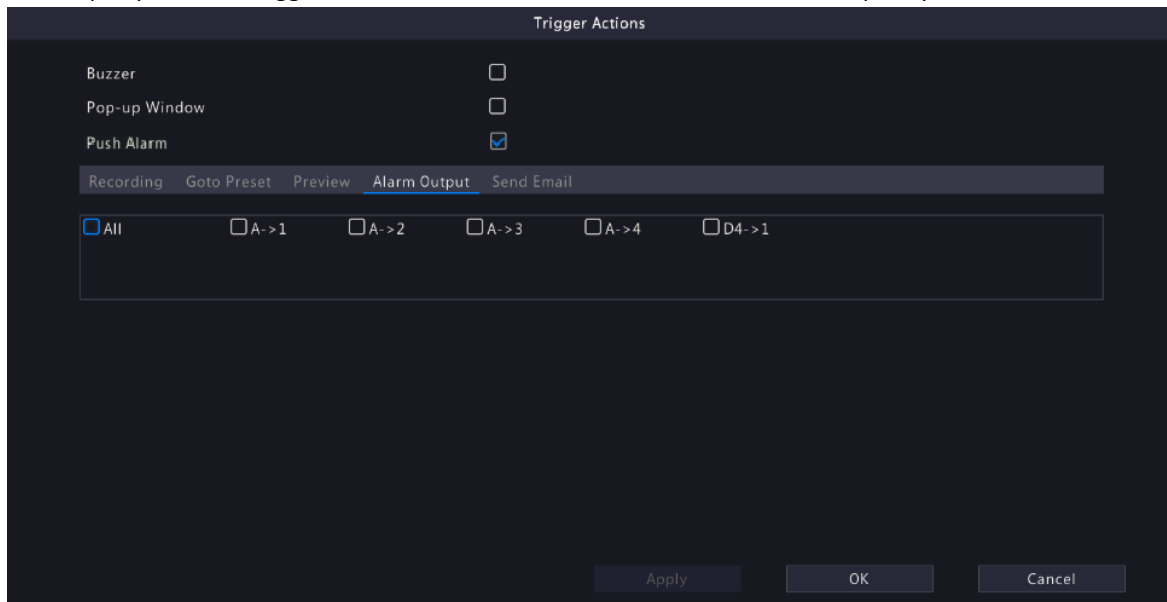 Trigger Actions
Buzzer
Pop-up Window
Push Alarm
Recording Goto Preset Preview Alarm Output Send Email
All A->1 A->2 A->3 A->4 D4->1
Apply OK Cancel